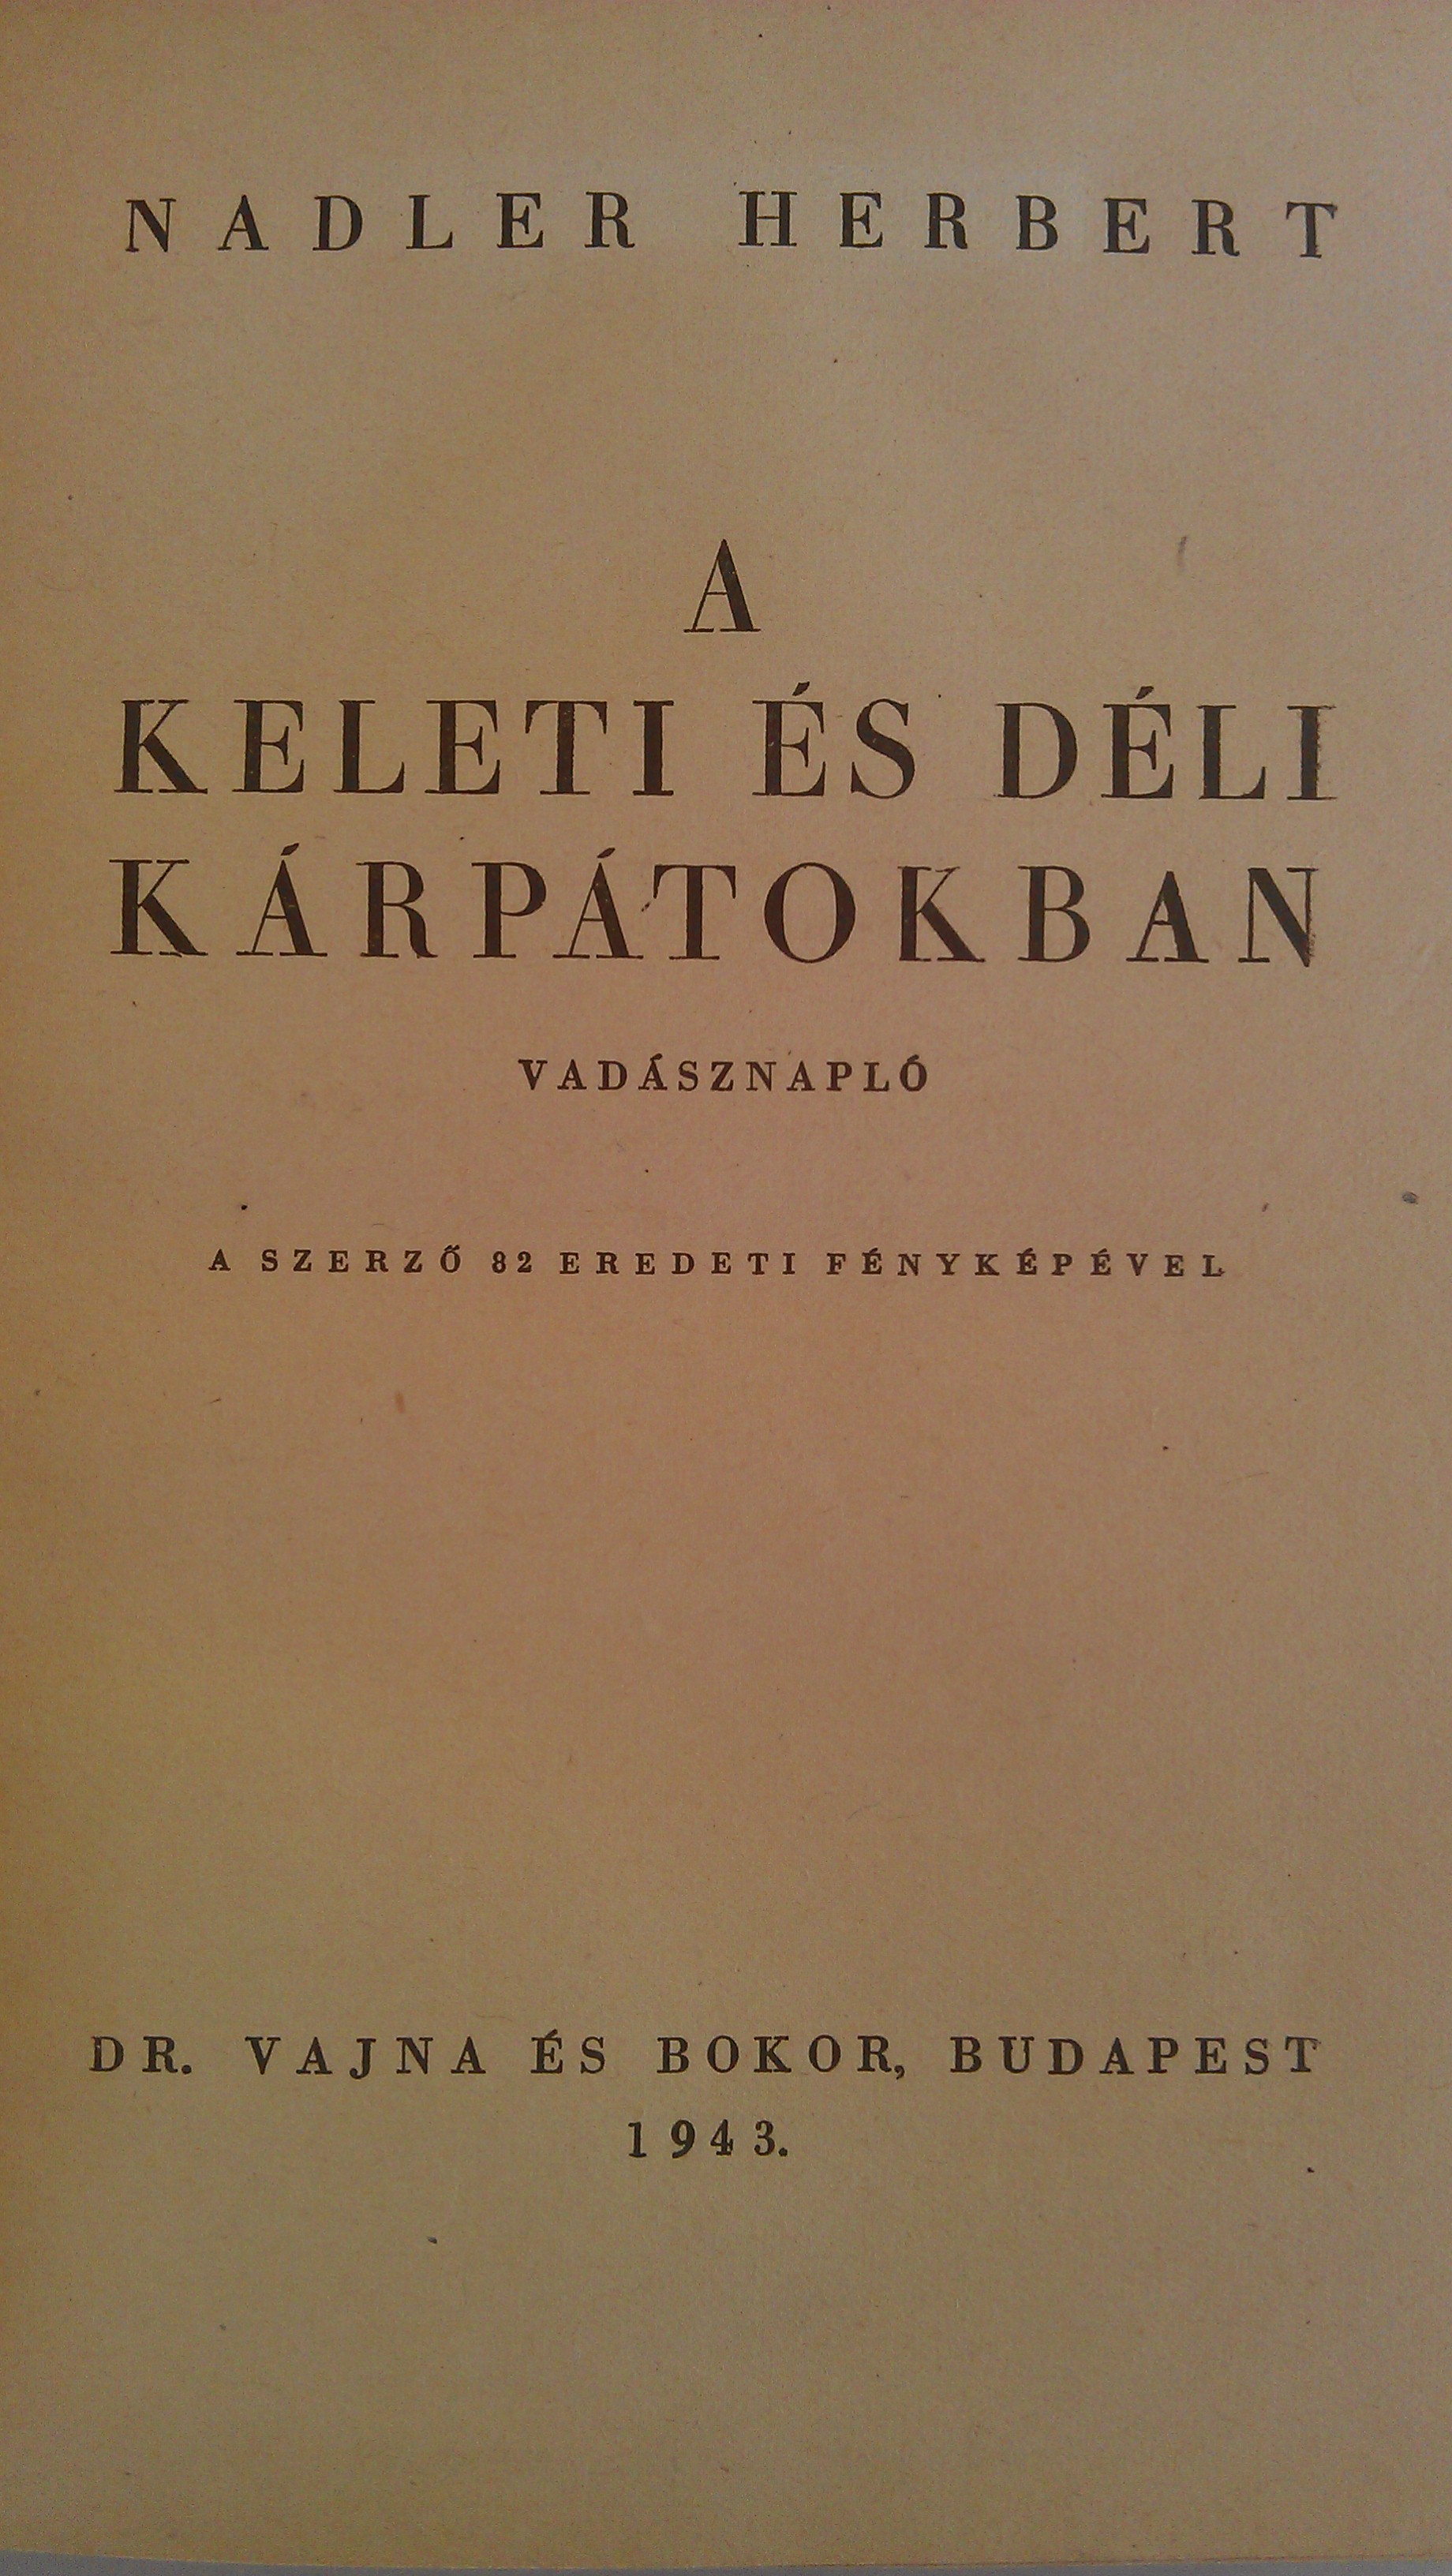 NADLER HERBERT
A
KELETI ÉS DÉLI
KÁRPÁTOKBAN
VADÁSZNAPLÓ
A SZERZŐ 82 EREDETI FÉNYKÉPÉVEL
DR. VAJNA ÉS BOKOR, BUDAPEST
1943.